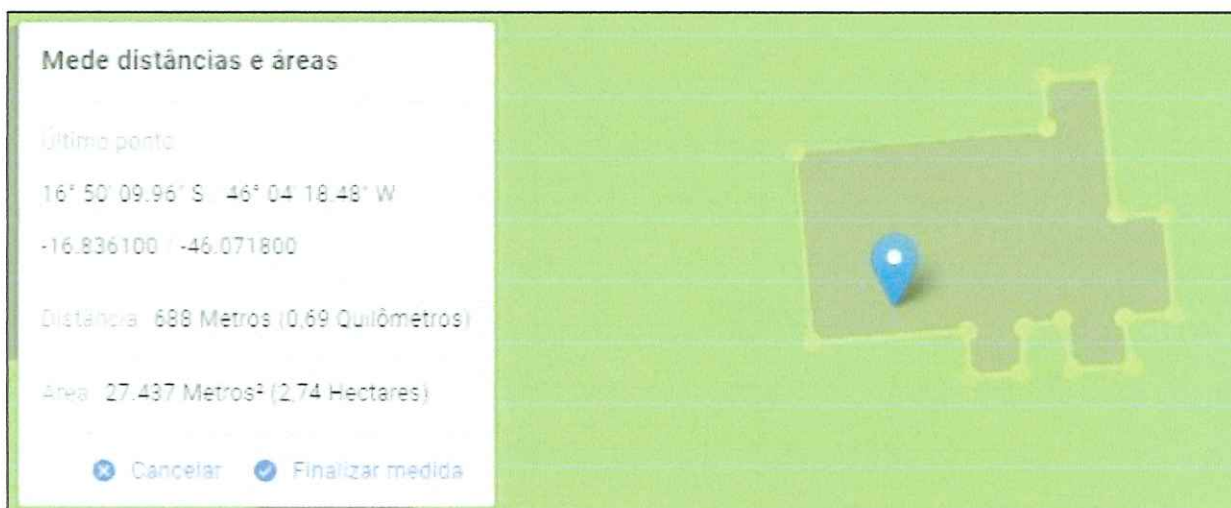 Mede distâncias e áreas
Último ponto
16° 50' 09.96" S 46° 04' 18.48" W
-16.836100 / -46.071800
Distância 688 Metros (0,69 Quilômetros)
Área 27.437 Metros² (2,74 Hectares)
Cancelar Finalizar medida